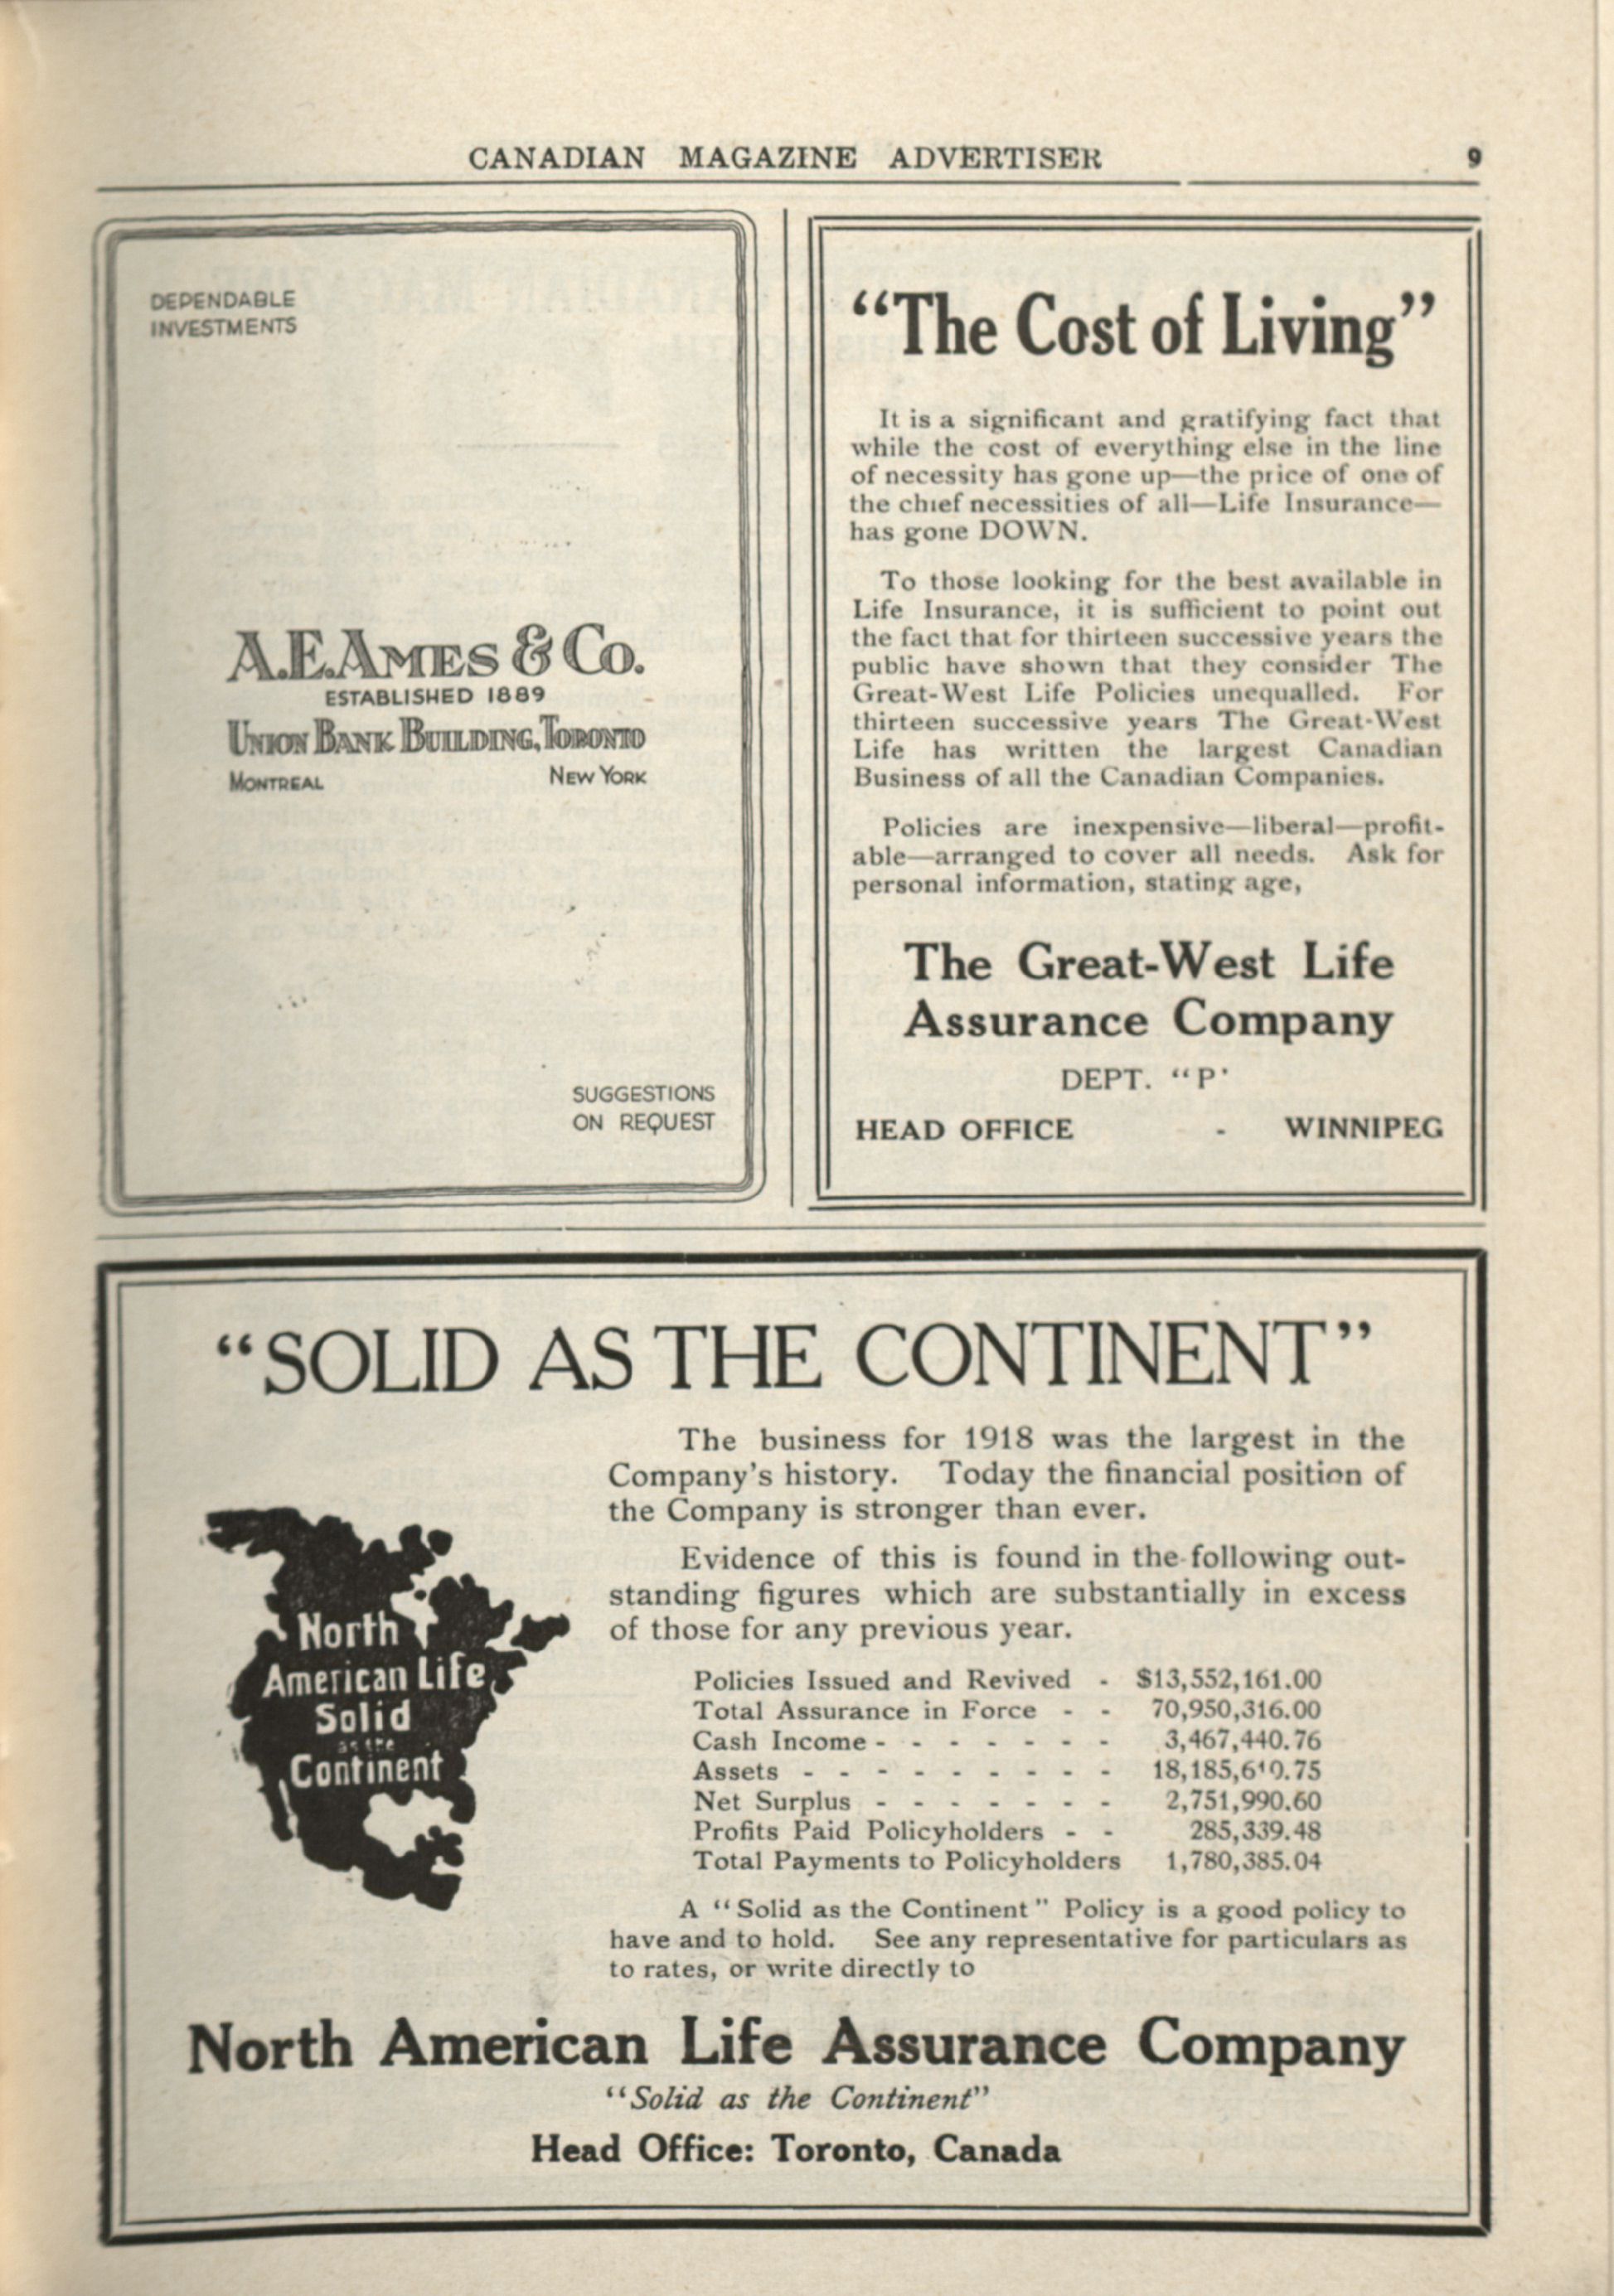 CANADIAN MAGAZINE ADVERTISER 9
DEPENDABLE
INVESTMENTS
A.E. AMES & CO.
ESTABLISHED 1889
UNION BANK BUILDING, TORONTO
MONTREAL NEW YORK
SUGGESTIONS
ON REQUEST
“The Cost of Living”
It is a significant and gratifying fact that
while the cost of everything else in the line
of necessity has gone up—the price of one of
the chief necessities of all—Life Insurance—
has gone DOWN.
To those looking for the best available in
Life Insurance, it is sufficient to point out
the fact that for thirteen successive years the
public have shown that they consider The
Great-West Life Policies unequalled. For
thirteen successive years The Great-West
Life has written the largest Canadian
Business of all the Canadian Companies.
Policies are inexpensive—liberal—profit-
able—arranged to cover all needs. Ask for
personal information, stating age,
The Great-West Life
Assurance Company
DEPT. “P'
HEAD OFFICE - WINNIPEG
“SOLID AS THE CONTINENT”
The business for 1918 was the largest in the
Company's history. Today the financial position of
the Company is stronger than ever.
Evidence of this is found in the following out-
standing figures which are substantially in excess
of those for any previous year.
North
American Life
Solid
as the
Continent
Policies Issued and Revived - $13,552,161.00
Total Assurance in Force - - 70,950,316.00
Cash Income - - - - - - - 3,467,440.76
Assets - - - - - - - - -
Net Surplus - - - - - - - 2,751,990.60
Profits Paid Policyholders - - 285,339.48
Total Payments to Policyholders 1,780,385.04
A “Solid as the Continent” Policy is a good policy to
have and to hold. See any representative for particulars as
to rates, or write directly to
North American Life Assurance Company
“Solid as the Continent”
Head Office: Toronto, Canada